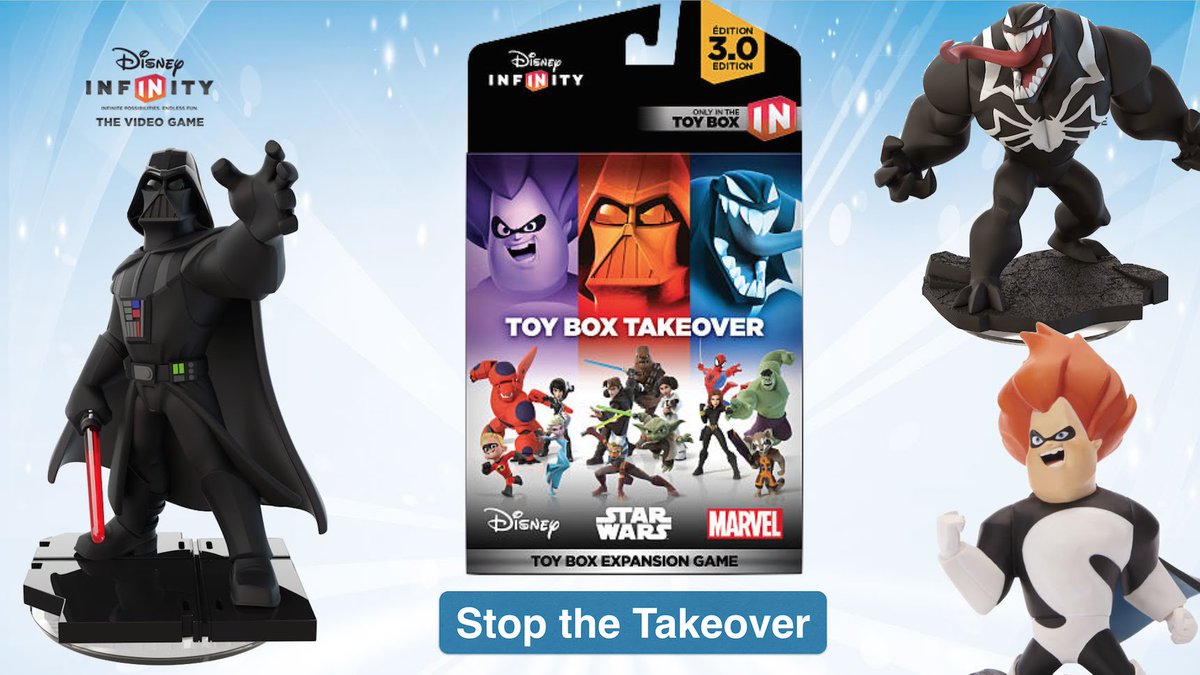 Disney
INFINITY
INFINITE POSSIBILITIES. ENDLESS FUN.
THE VIDEO GAME
Disney
INFINITY
ÉDITION
3.0
EDITION
ONLY IN THE
TOY BOX
IN
TOY BOX TAKEOVER
Disney
STAR
WARS
MARVEL
TOY BOX EXPANSION GAME
Stop the Takeover